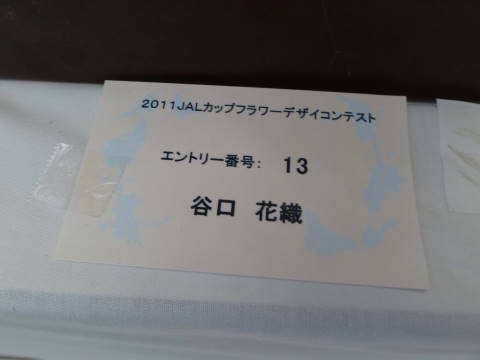 2011JALカップフラワーデザイコンテスト
エントリー番号： 13
谷口 花織